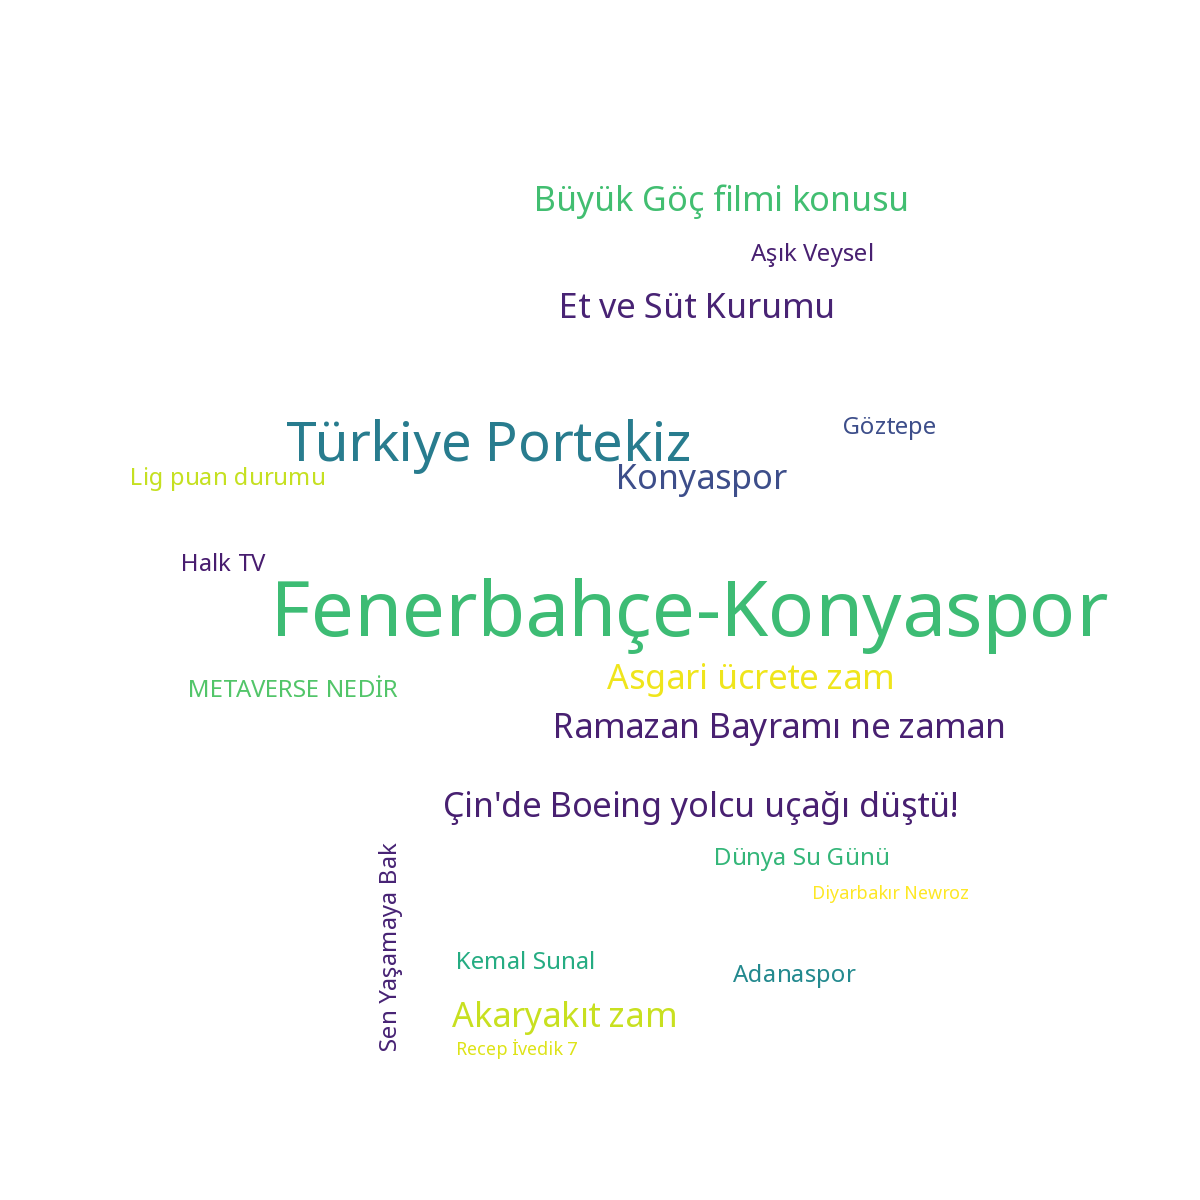 Büyük Göç filmi konusu
Aşık Veysel
Et ve Süt Kurumu
Türkiye Portekiz
Göztepe
Lig puan durumu
Konyaspor
Halk TV
Fenerbahçe-Konyaspor
Asgari ücrete zam
METAVERSE NEDİR
Ramazan Bayramı ne zaman
Çin'de Boeing yolcu uçağı düştü!
Dünya Su Günü
Diyarbakır Newroz
Sen Yaşamaya Bak
Kemal Sunal
Adanaspor
Akaryakıt zam
Recep İvedik 7